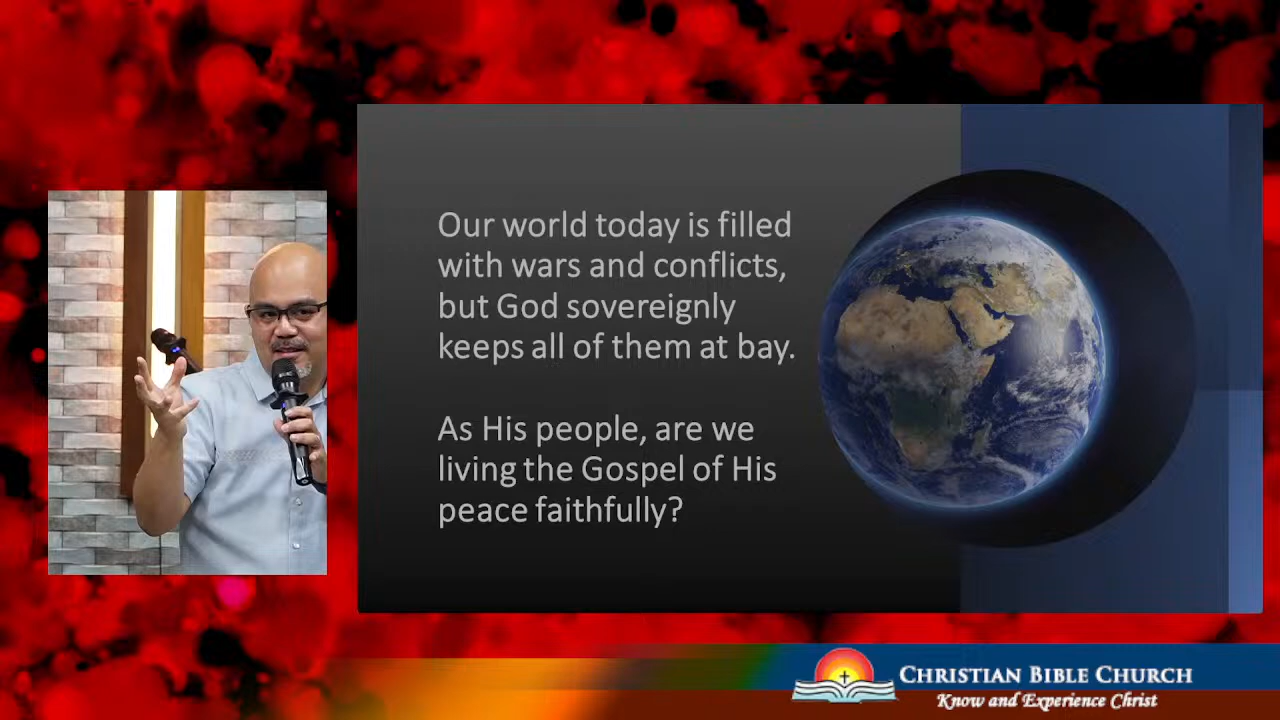 Our world today is filled
with wars and conflicts,
but God sovereignly
keeps all of them at bay.
As His people, are we
living the Gospel of His
peace faithfully?
CHRISTIAN BIBLE CHURCH
Know and Experience Christ